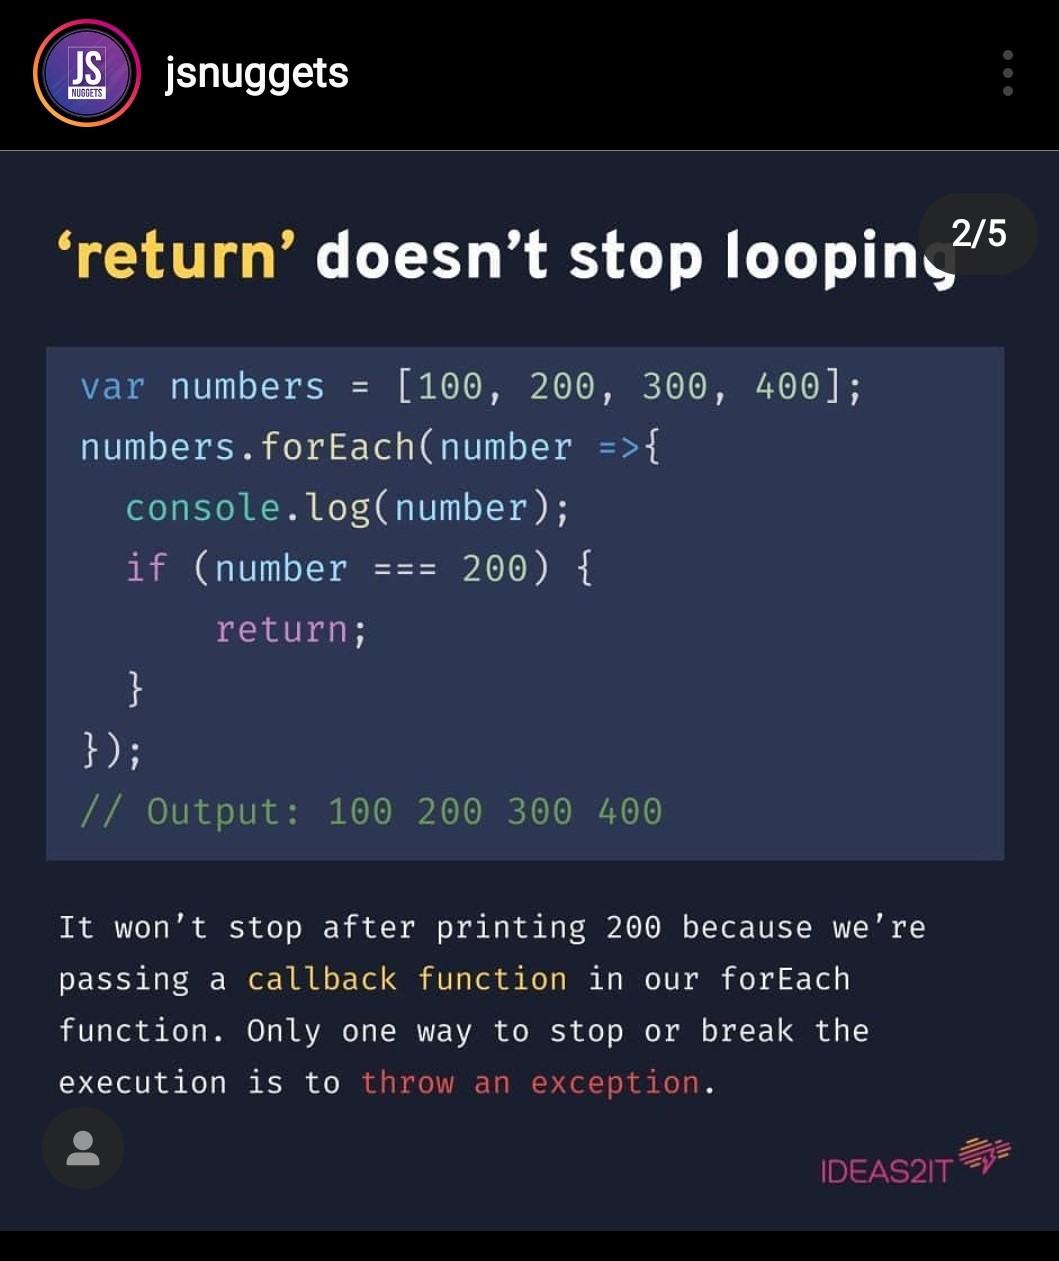 JS
NUGGETS
jsnuggets
2/5
‘return’ doesn’t stop looping
var numbers = [100, 200, 300, 400];
numbers.forEach(number =>{
console.log(number);
if (number === 200) {
return;
}
});
// Output: 100 200 300 400
It won’t stop after printing 200 because we’re
passing a callback function in our forEach
function. Only one way to stop or break the
execution is to throw an exception.
IDEAS2IT